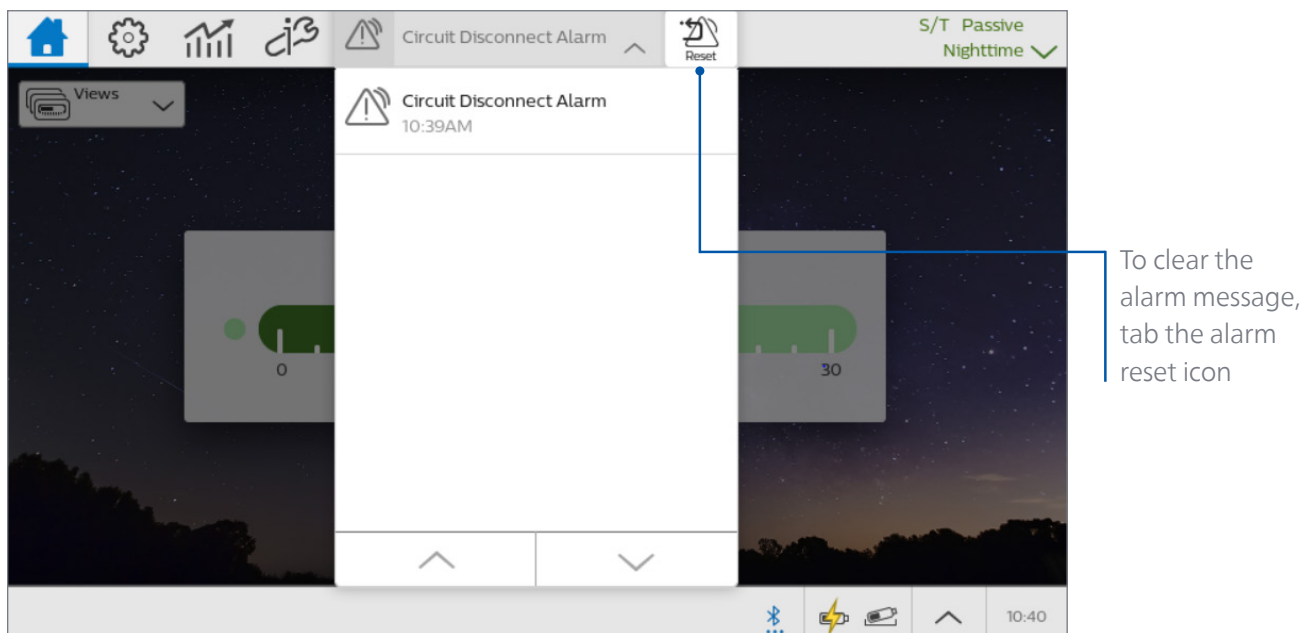 Circuit Disconnect Alarm
Reset
S/T Passive
Nighttime
Views
Circuit Disconnect Alarm
10:39AM
0
30
To clear the
alarm message,
tab the alarm
reset icon
10:40